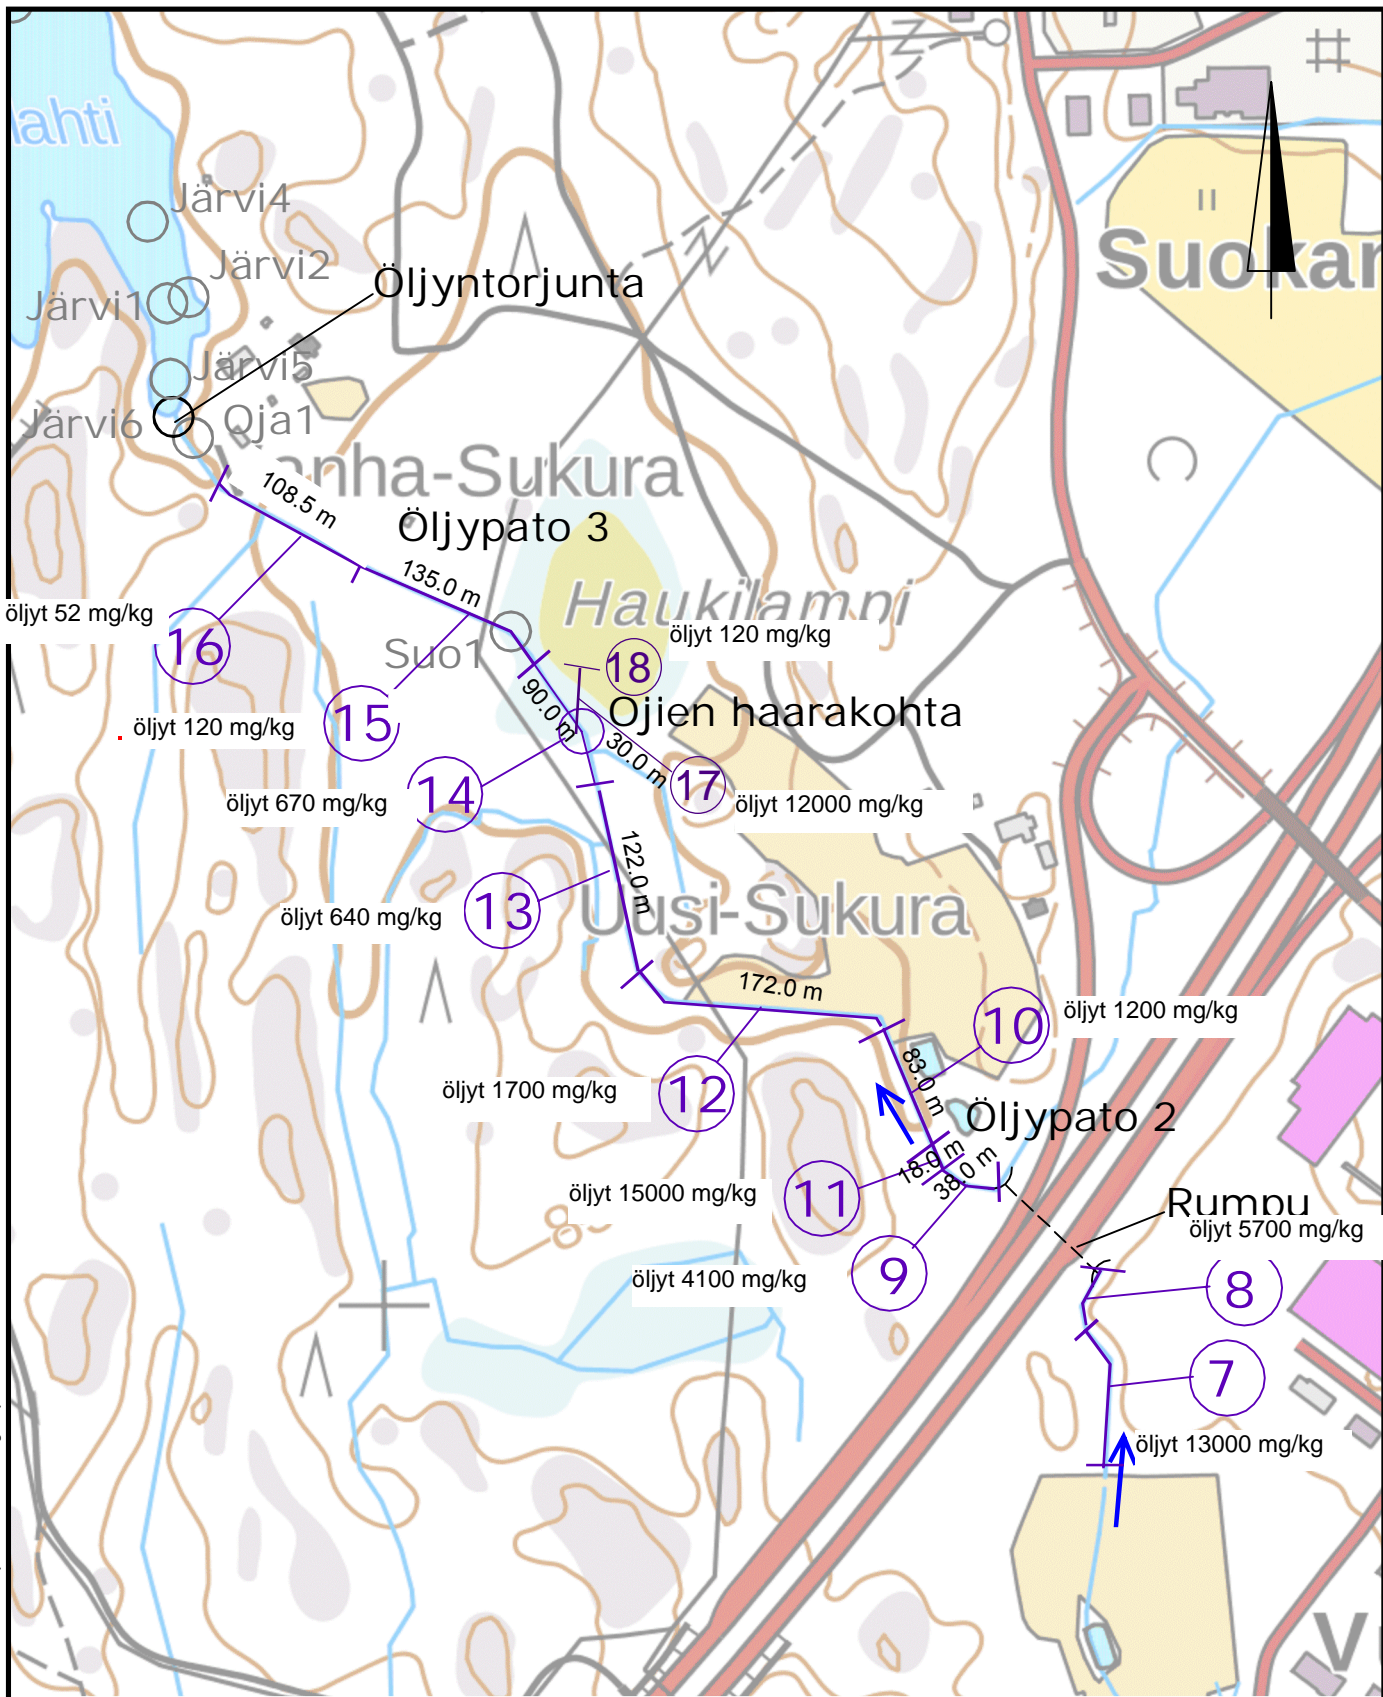 lahti
Järvi4
Järvi2
Öljyntorjunta
Järvi1
Suokan
Järvi5
Järvi6
Oja1
anha-Sukura
108.5 m
Öljypato 3
135.0 m
Haukilampi
öljyt 52 mg/kg
16
öljyt 120 mg/kg
Suo1
18
90.0 m
Ojien haarakohta
öljyt 120 mg/kg
15
30.0 m
14
17
öljyt 670 mg/kg
öljyt 12000 mg/kg
122.0 m
13
Uusi-Sukura
öljyt 640 mg/kg
172.0 m
10
öljyt 1200 mg/kg
83.0 m
öljyt 1700 mg/kg
12
Öljypato 2
18.0 m
38.0 m
öljyt 15000 mg/kg
11
Rumpu
öljyt 5700 mg/kg
öljyt 4100 mg/kg
9
8
7
öljyt 13000 mg/kg